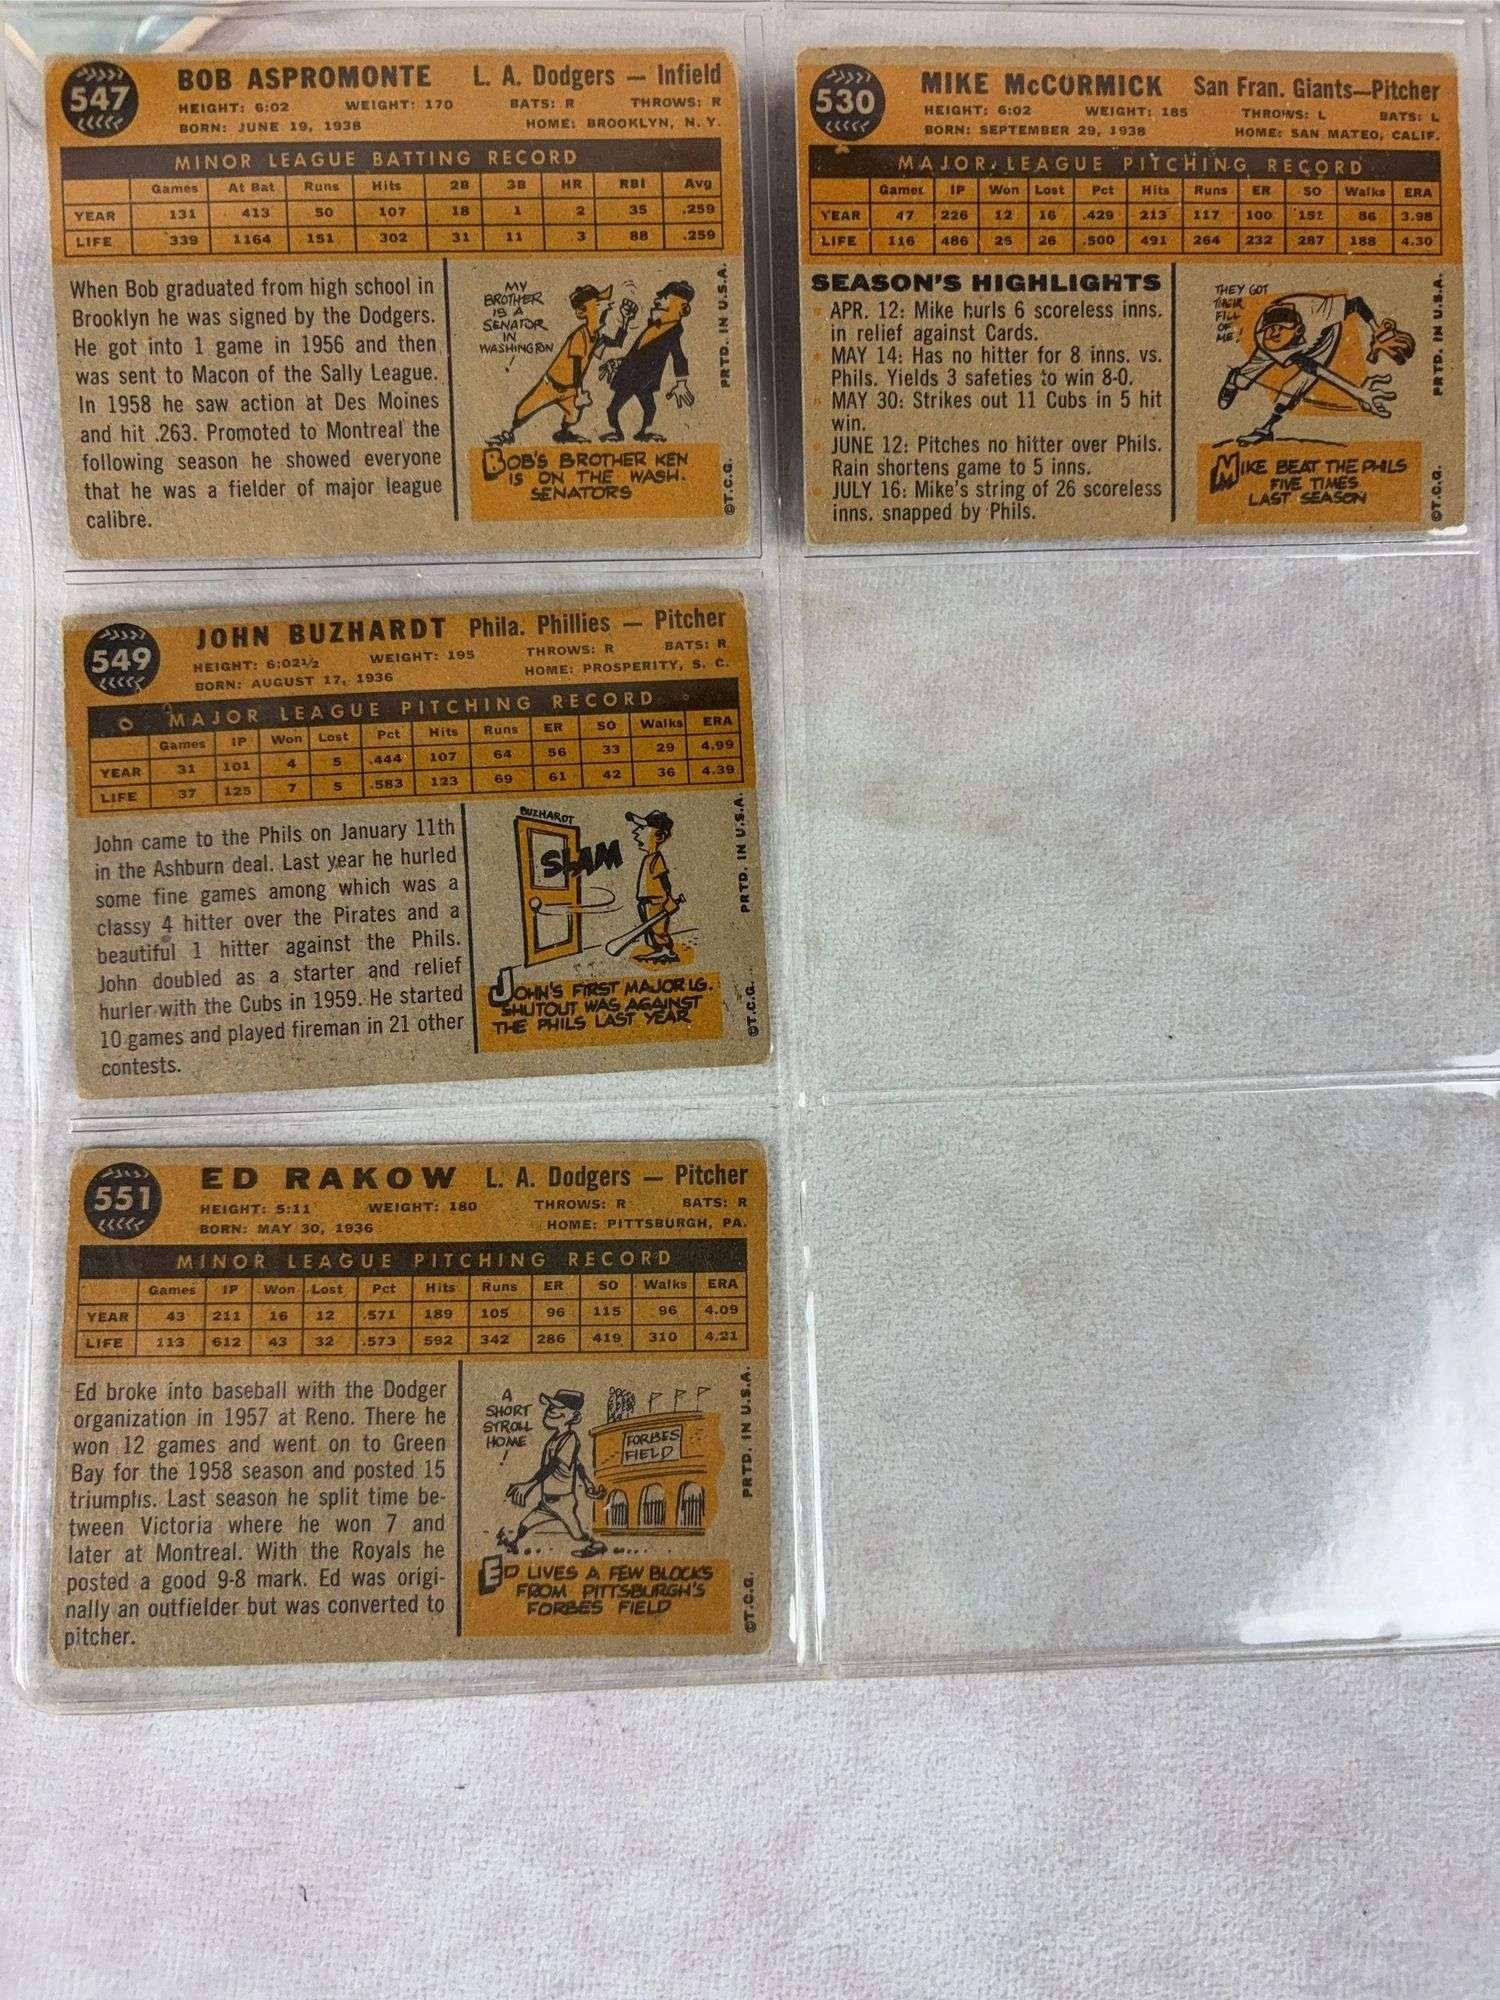 547
BOB ASPROMONTE L. A. Dodgers — Infield
HEIGHT: 6:02 WEIGHT: 170 BATS: R THROWS: R
BORN: JUNE 19, 1938 HOME: BROOKLYN, N. Y.
MINOR LEAGUE BATTING RECORD
Games At Bat Runs Hits 2B 3B HR RBI Avg
YEAR 131 413 50 107 18 1 2 35 .259
LIFE 339 1164 151 302 31 11 3 88 .259
When Bob graduated from high school in
Brooklyn he was signed by the Dodgers.
He got into 1 game in 1956 and then
was sent to Macon of the Sally League.
In 1958 he saw action at Des Moines
and hit .263. Promoted to Montreal the
following season he showed everyone
that he was a fielder of major league
calibre.
MY
BROTHER
IS A
SENATOR
IN
WASHINGTON
!
BOB'S BROTHER KEN
IS ON THE WASH.
SENATORS
©T.C.G. PRTD. IN U.S.A.
530
MIKE McCORMICK San Fran. Giants—Pitcher
HEIGHT: 6:02 WEIGHT: 185 THROWS: L BATS: L
BORN: SEPTEMBER 29, 1938 HOME: SAN MATEO, CALIF.
MAJOR LEAGUE PITCHING RECORD
Games IP Won Lost Pct Hits Runs ER SO Walks ERA
YEAR 47 226 12 16 .429 213 117 100 151 86 3.98
LIFE 116 486 26 26 .500 491 264 232 287 188 4.30
SEASON'S HIGHLIGHTS
APR. 12: Mike hurls 6 scoreless inns.
in relief against Cards.
MAY 14: Has no hitter for 8 inns. vs.
Phils. Yields 3 safeties to win 8-0.
MAY 30: Strikes out 11 Cubs in 5 hit
win.
JUNE 12: Pitches no hitter over Phils.
Rain shortens game to 5 inns.
JULY 16: Mike's string of 26 scoreless
inns. snapped by Phils.
THEY GOT
THEIR
FILL
OF
ME!
MIKE BEAT THE PHILS
FIVE TIMES
LAST SEASON
©T.C.G. PRTD. IN U.S.A.
549
JOHN BUZHARDT Phila. Phillies — Pitcher
HEIGHT: 6:02½ WEIGHT: 195 THROWS: R BATS: R
BORN: AUGUST 17, 1936 HOME: PROSPERITY, S. C.
MAJOR LEAGUE PITCHING RECORD
Games IP Won Lost Pct Hits Runs ER SO Walks ERA
YEAR 31 101 4 5 .444 107 64 56 33 29 4.99
LIFE 37 125 7 5 .583 123 69 61 42 36 4.39
John came to the Phils on January 11th
in the Ashburn deal. Last year he hurled
some fine games among which was a
classy 4 hitter over the Pirates and a
beautiful 1 hitter against the Phils.
John doubled as a starter and relief
hurler with the Cubs in 1959. He started
10 games and played fireman in 21 other
contests.
BUZHARDT
SLAM
JOHN'S FIRST MAJOR LG.
SHUTOUT WAS AGAINST
THE PHILS LAST YEAR
©T.C.G. PRTD. IN U.S.A.
551
ED RAKOW L. A. Dodgers — Pitcher
HEIGHT: 5:11 WEIGHT: 180 THROWS: R BATS: R
BORN: MAY 30, 1936 HOME: PITTSBURGH, PA.
MINOR LEAGUE PITCHING RECORD
Games IP Won Lost Pct Hits Runs ER SO Walks ERA
YEAR 43 211 16 12 .571 189 105 96 115 96 4.09
LIFE 113 612 43 32 .573 592 342 286 419 310 4.21
Ed broke into baseball with the Dodger
organization in 1957 at Reno. There he
won 12 games and went on to Green
Bay for the 1958 season and posted 15
triumphs. Last season he split time be-
tween Victoria where he won 7 and
later at Montreal. With the Royals he
posted a good 9-8 mark. Ed was origi-
nally an outfielder but was converted to
pitcher.
A
SHORT
STROLL
HOME
!
FORBES
FIELD
ED LIVES A FEW BLOCKS
FROM PITTSBURGH'S
FORBES FIELD
©T.C.G. PRTD. IN U.S.A.